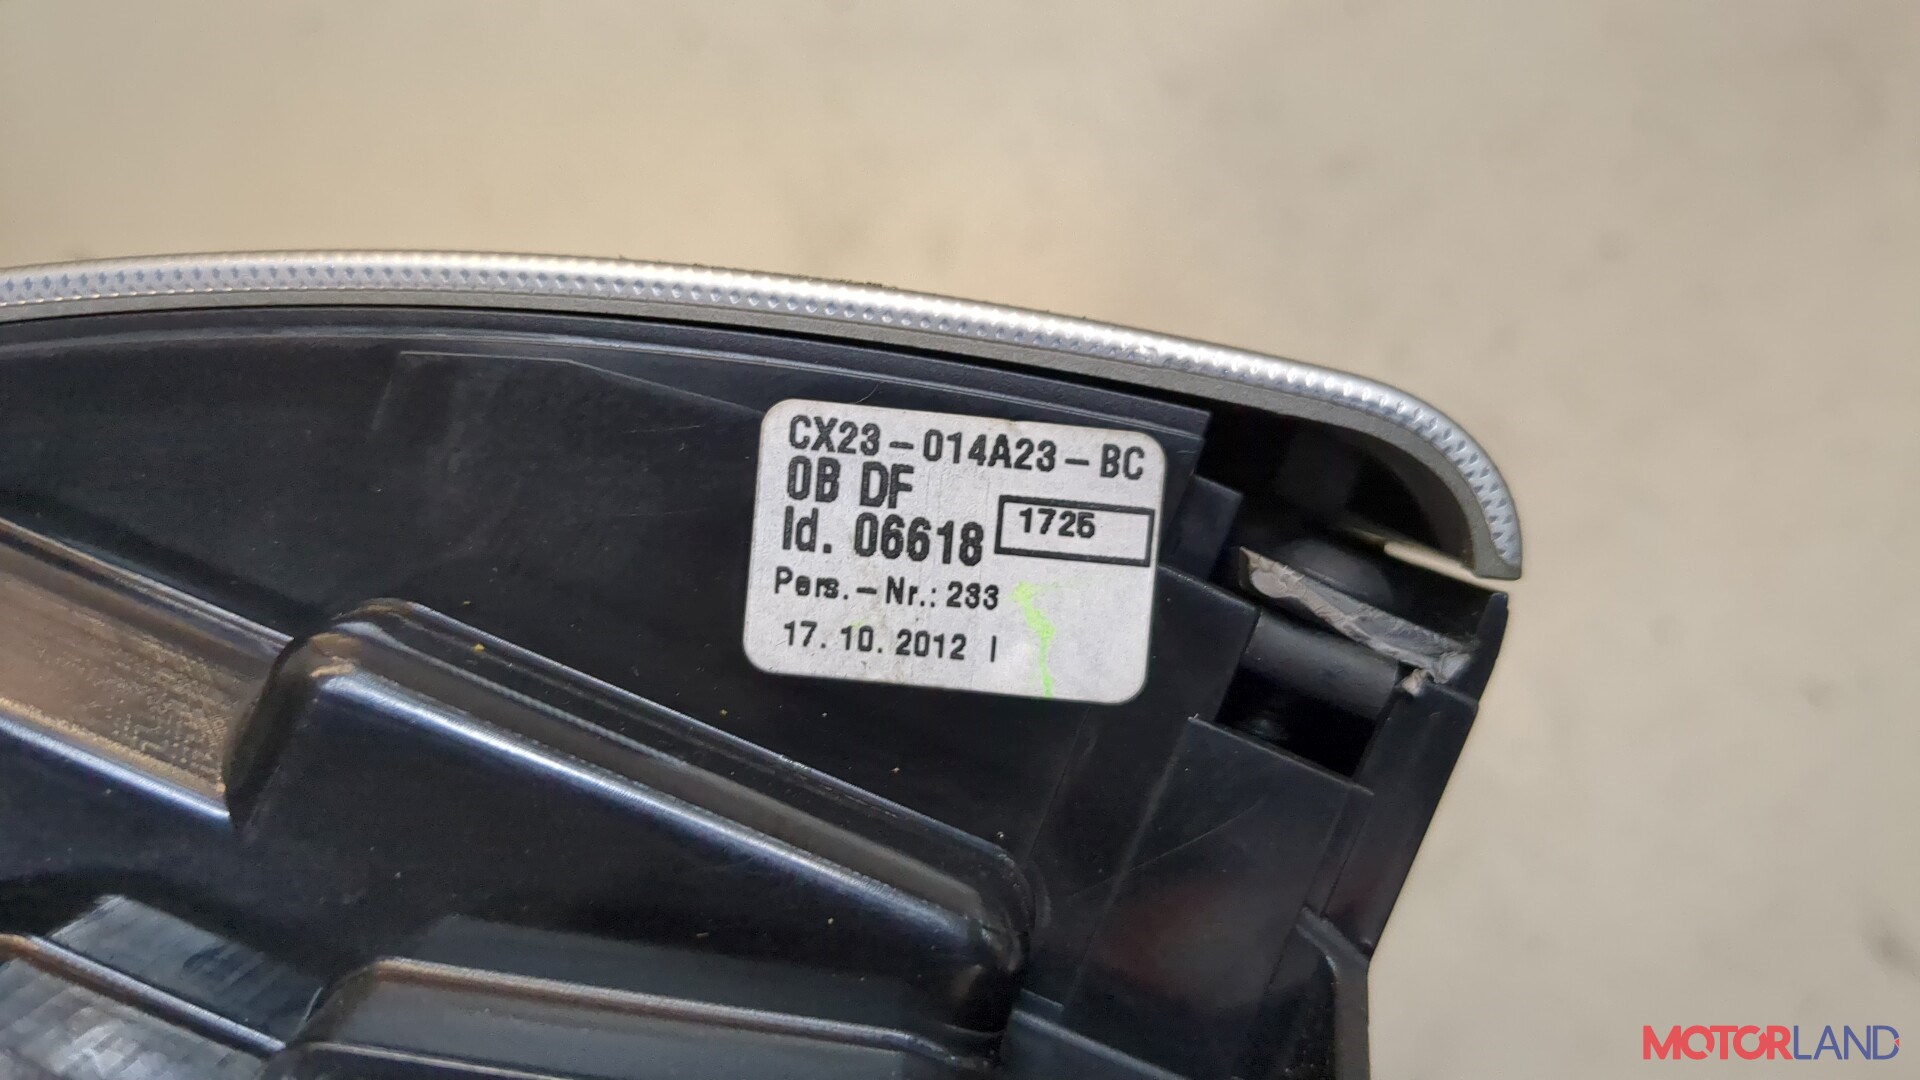 CX23-014A23-BC
0B DF
Id. 06618
1725
Pers.-Nr.: 233
17. 10. 2012 I
MOTORLAND